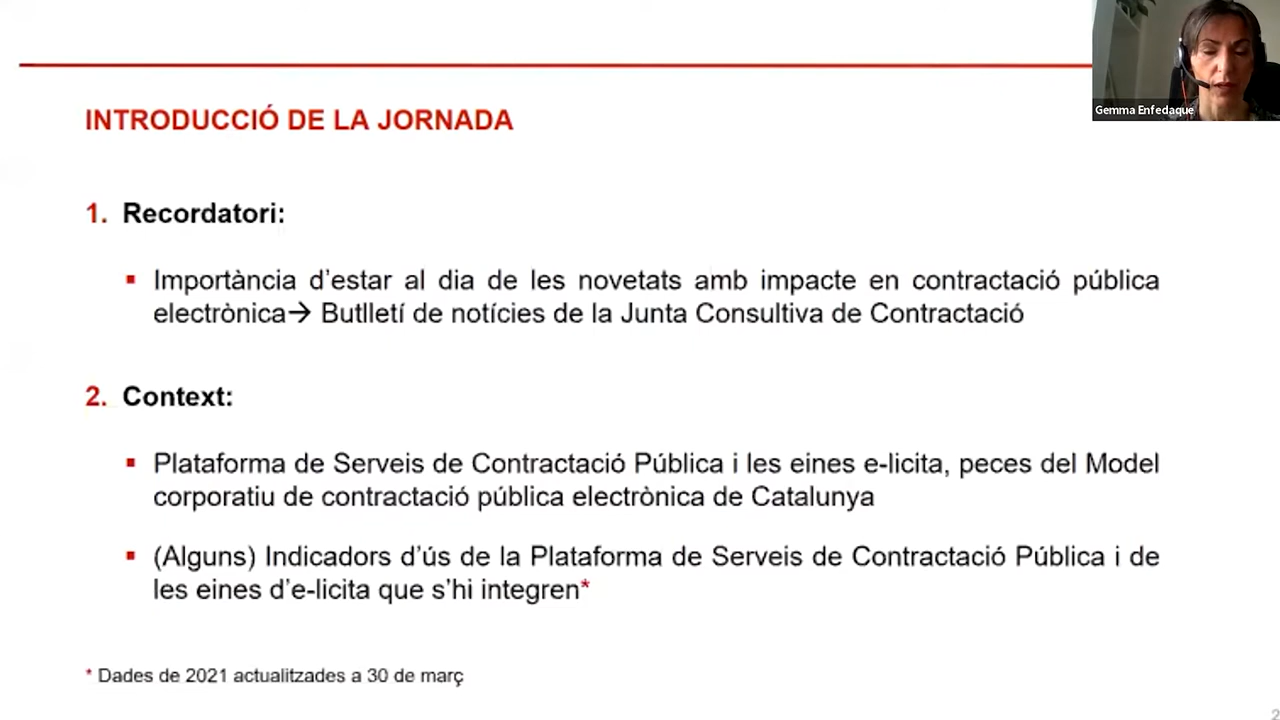 Gemma Enfedaque
INTRODUCCIÓ DE LA JORNADA
1. Recordatori:
▪ Importància d’estar al dia de les novetats amb impacte en contractació pública
electrònica→ Butlletí de notícies de la Junta Consultiva de Contractació
2. Context:
▪ Plataforma de Serveis de Contractació Pública i les eines e-licita, peces del Model
corporatiu de contractació pública electrònica de Catalunya
▪ (Alguns) Indicadors d’ús de la Plataforma de Serveis de Contractació Pública i de
les eines d’e-licita que s’hi integren*
* Dades de 2021 actualitzades a 30 de març
2